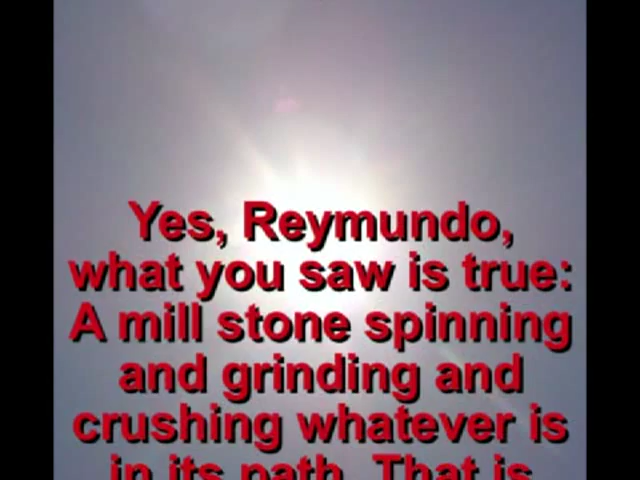 Yes, Reymundo,
what you saw is true:
A mill stone spinning
and grinding and
crushing whatever is
in its path. That is